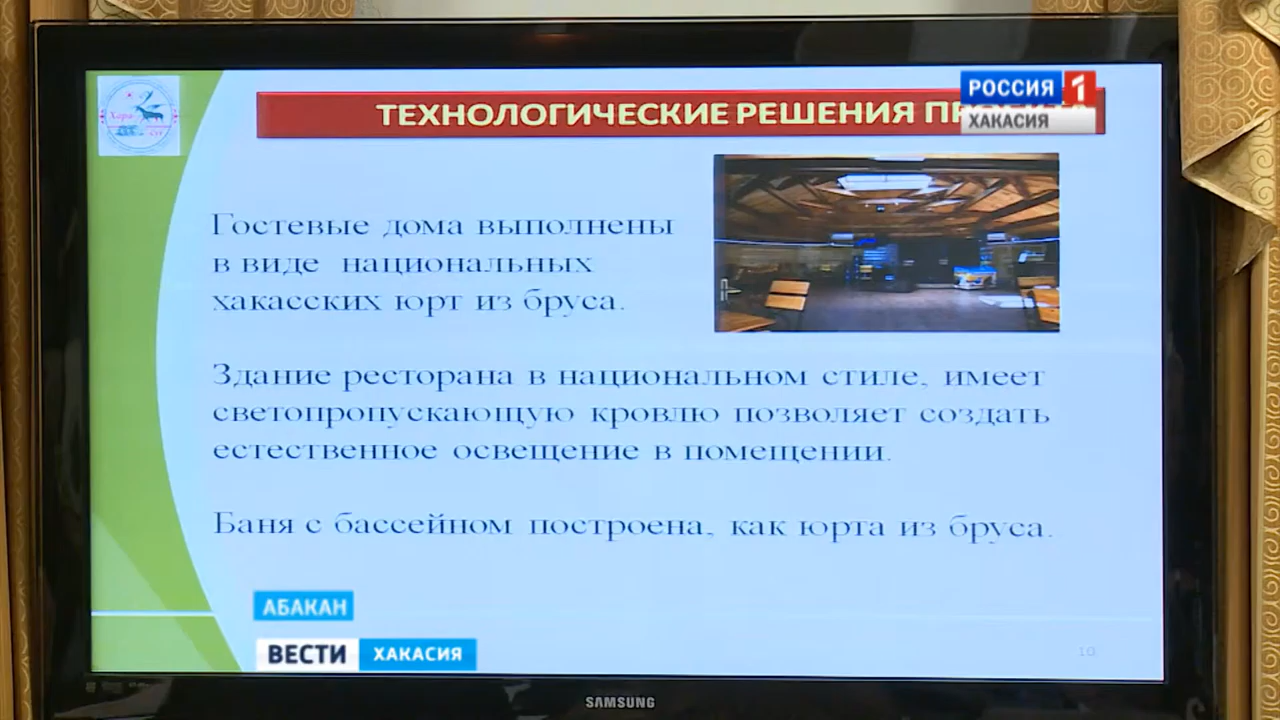 ТЕХНОЛОГИЧЕСКИЕ РЕШЕНИЯ
РОССИЯ 1
ХАКАСИЯ
Гостевые дома выполнены
в виде национальных
хакасских юрт из бруса.
Здание ресторана в национальном стиле, имеет
светопропускающую кровлю позволяет создать
естественное освещение в помещении.
Баня с бассейном построена, как юрта из бруса.
АБАКАН
ВЕСТИ ХАКАСИЯ
10
SAMSUNG